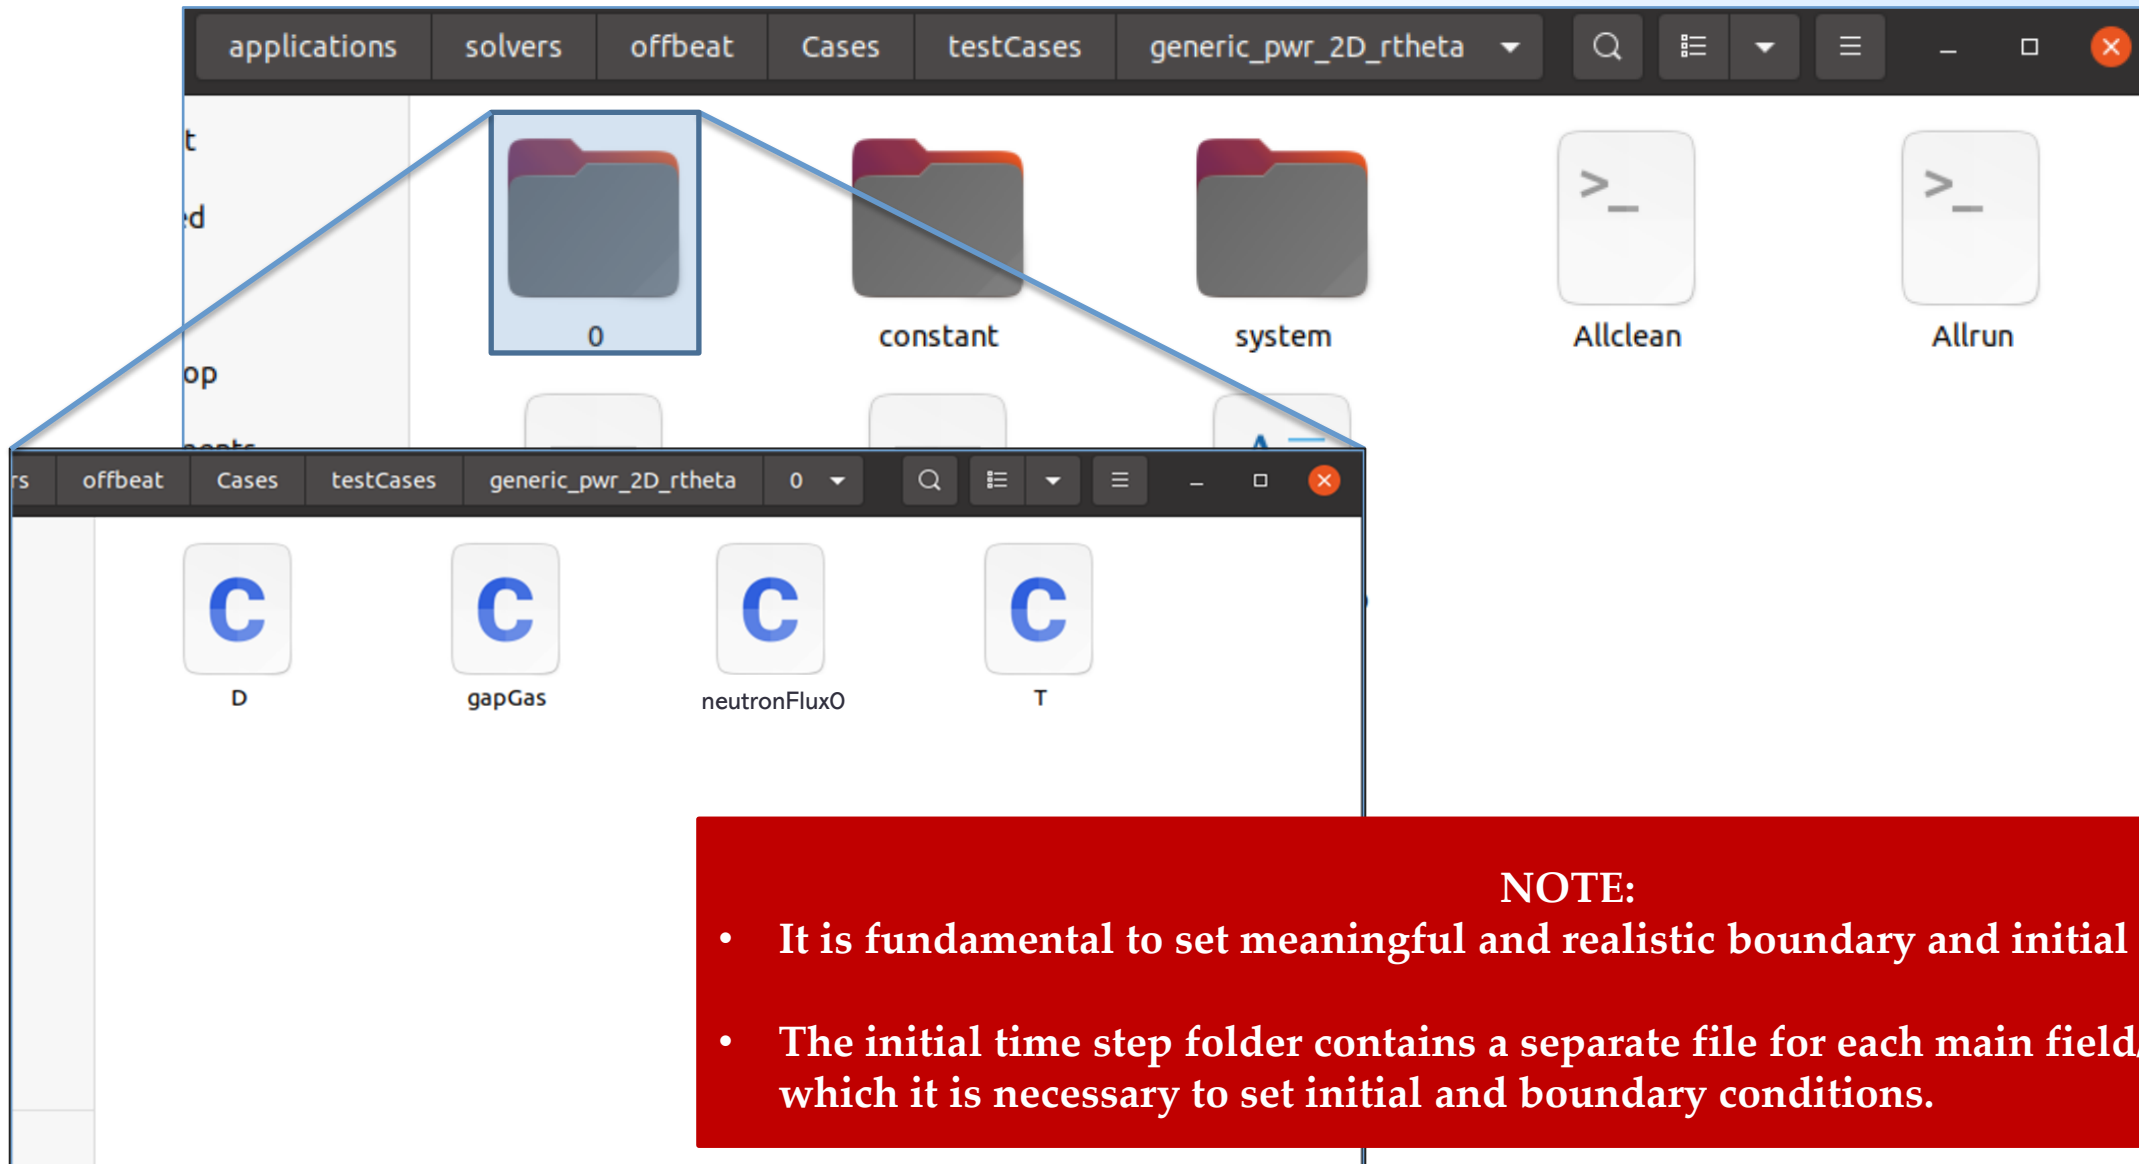 applications solvers offbeat Cases testCases generic_pwr_2D_rtheta
t
ed
0 constant system Allclean Allrun
op
rs offbeat Cases testCases generic_pwr_2D_rtheta 0
D gapGas neutronFlux0 T
NOTE:
• It is fundamental to set meaningful and realistic boundary and initial
• The initial time step folder contains a separate file for each main field/
which it is necessary to set initial and boundary conditions.